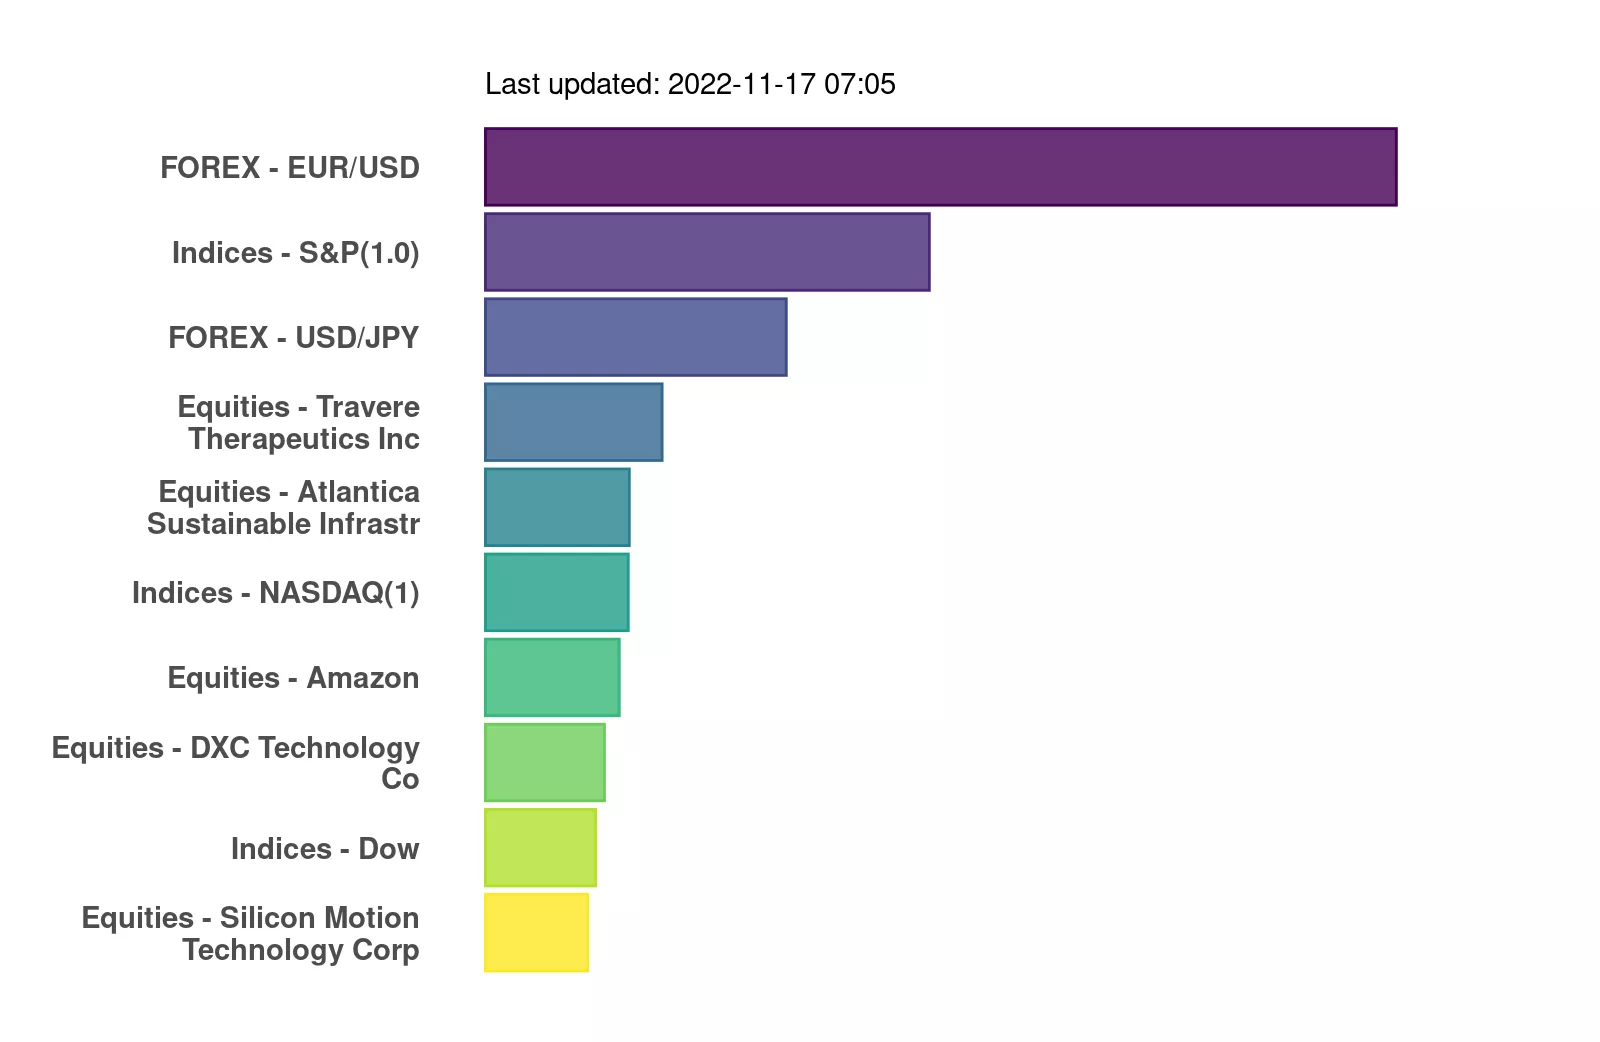 Last updated: 2022-11-17 07:05
FOREX - EUR/USD
Indices - S&P(1.0)
FOREX - USD/JPY
Equities - Travere
Therapeutics Inc
Equities - Atlantica
Sustainable Infrastr
Indices - NASDAQ(1)
Equities - Amazon
Equities - DXC Technology
Co
Indices - Dow
Equities - Silicon Motion
Technology Corp